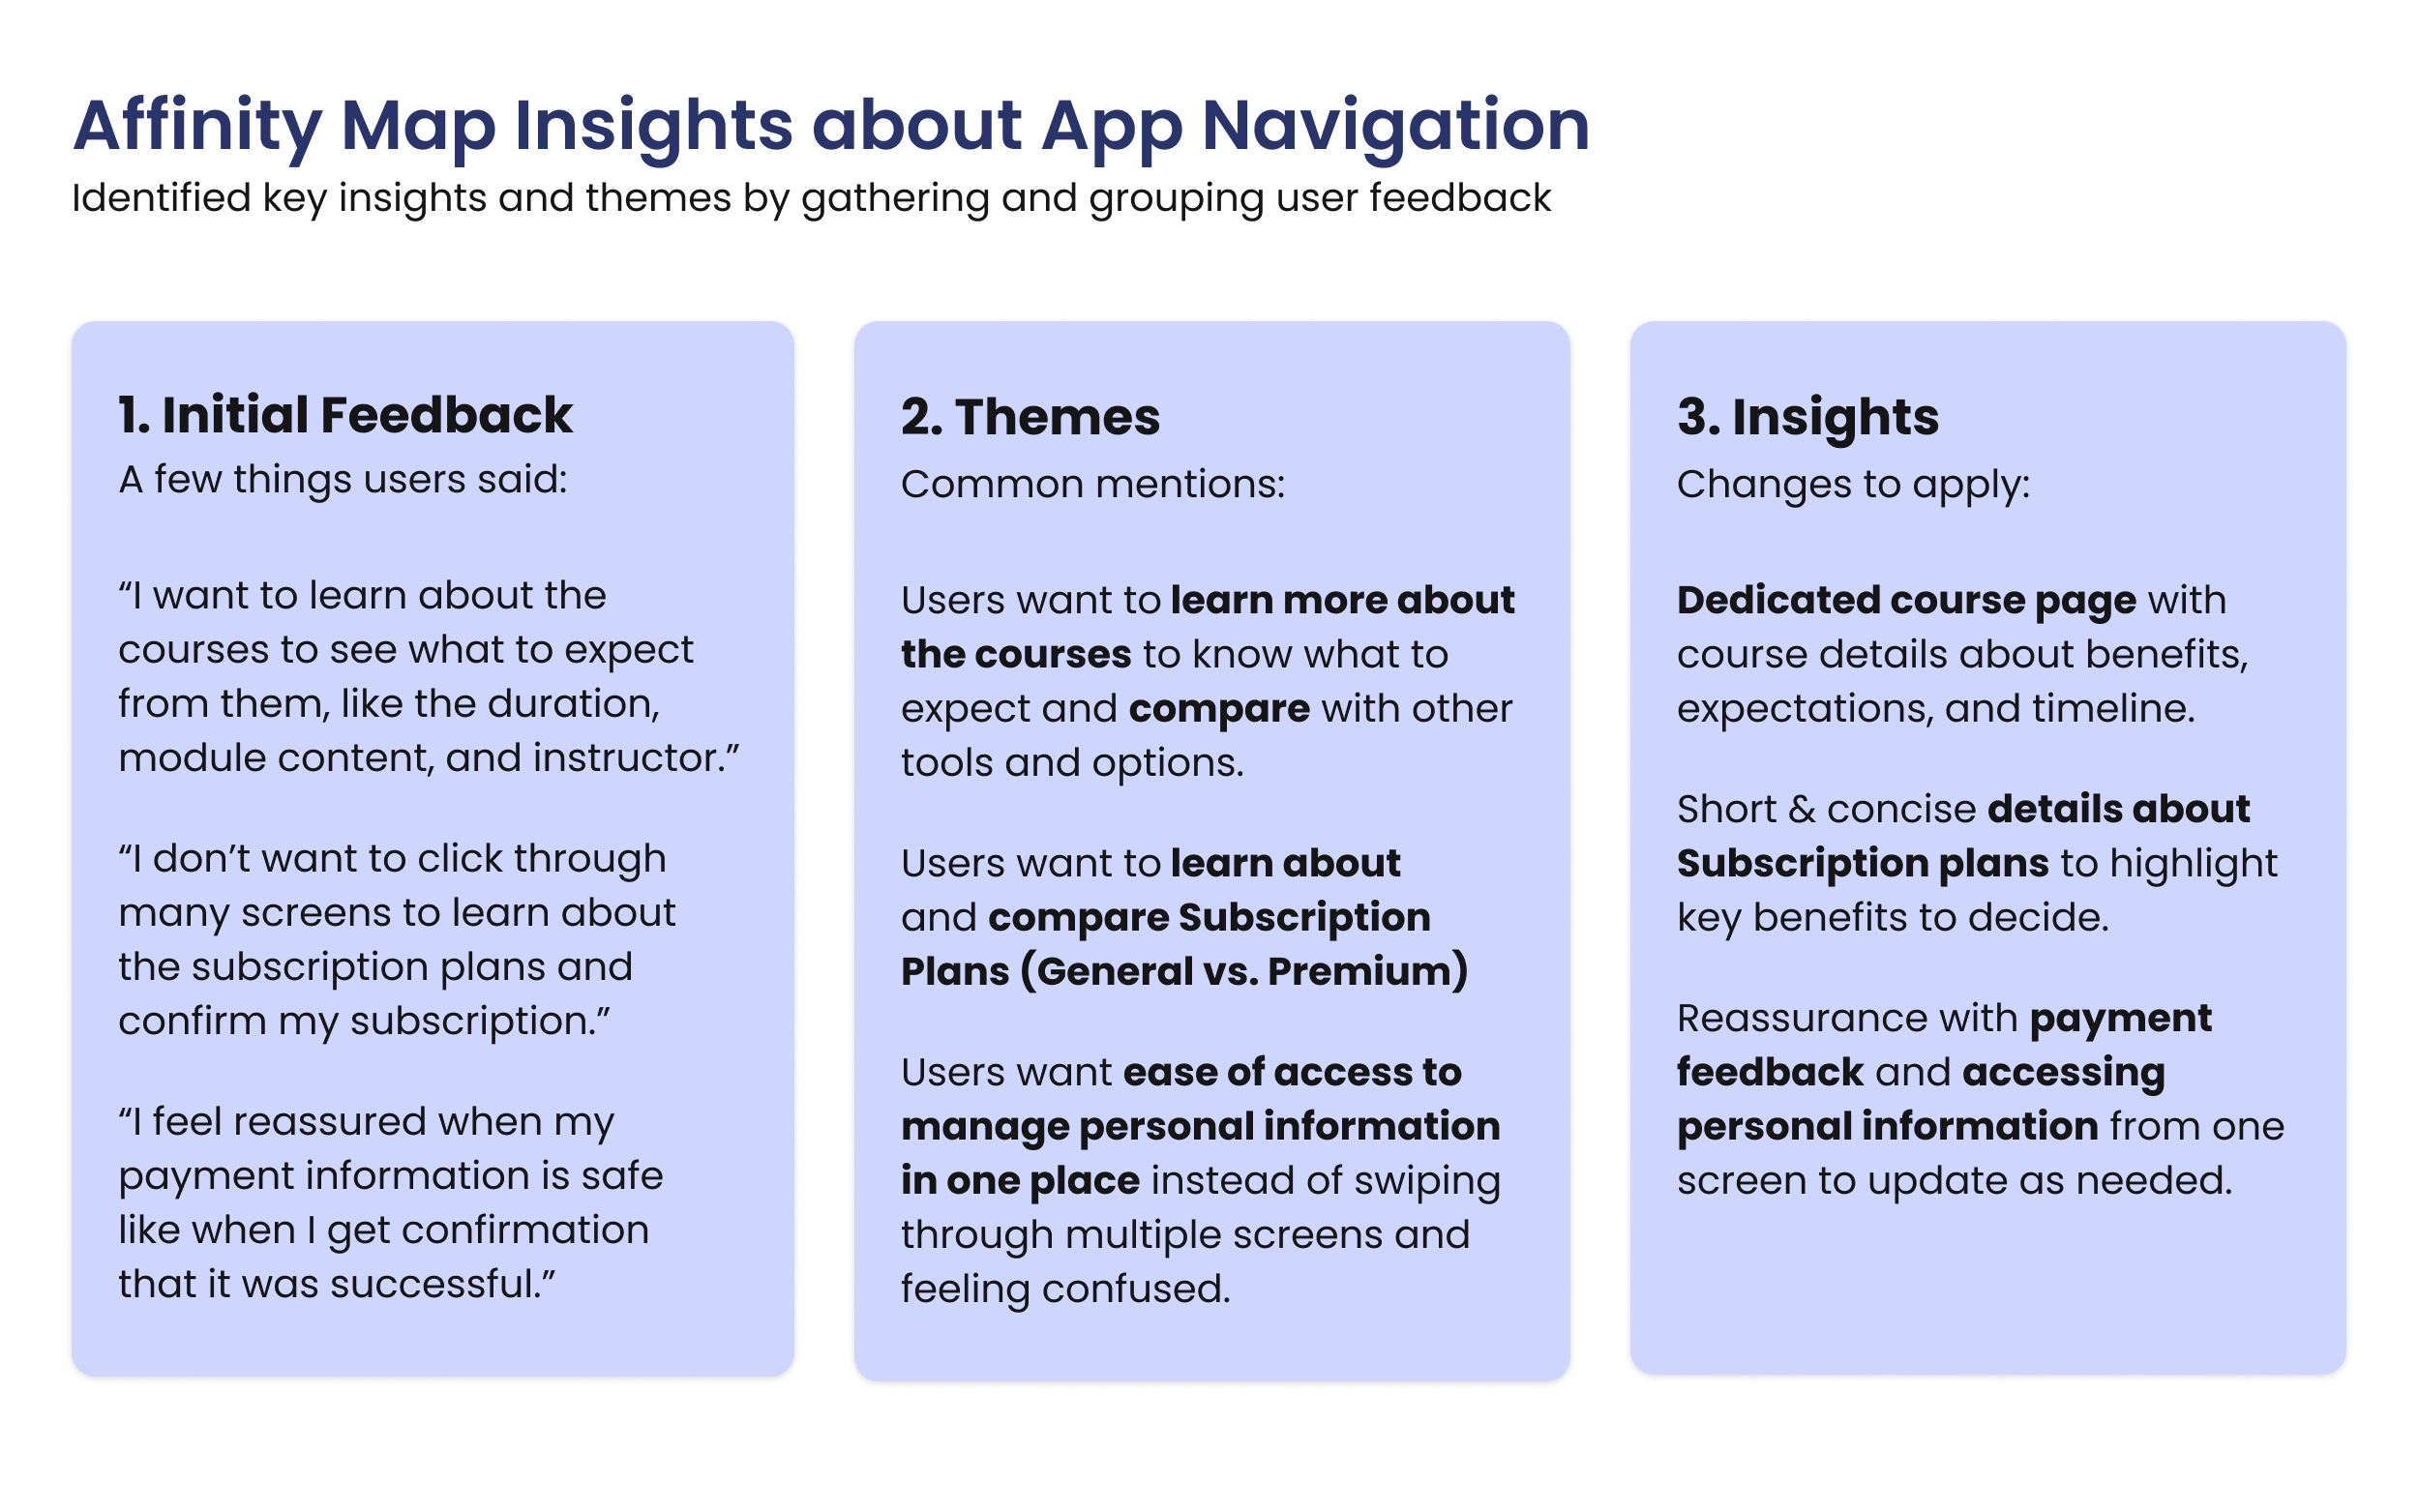 Affinity Map Insights about App Navigation
Identified key insights and themes by gathering and grouping user feedback
1. Initial Feedback
A few things users said:
“I want to learn about the
courses to see what to expect
from them, like the duration,
module content, and instructor.”
“I don’t want to click through
many screens to learn about
the subscription plans and
confirm my subscription.”
“I feel reassured when my
payment information is safe
like when I get confirmation
that it was successful.”
2. Themes
Common mentions:
Users want to learn more about
the courses to know what to
expect and compare with other
tools and options.
Users want to learn about
and compare Subscription
Plans (General vs. Premium)
Users want ease of access to
manage personal information
in one place instead of swiping
through multiple screens and
feeling confused.
3. Insights
Changes to apply:
Dedicated course page with
course details about benefits,
expectations, and timeline.
Short & concise details about
Subscription plans to highlight
key benefits to decide.
Reassurance with payment
feedback and accessing
personal information from one
screen to update as needed.